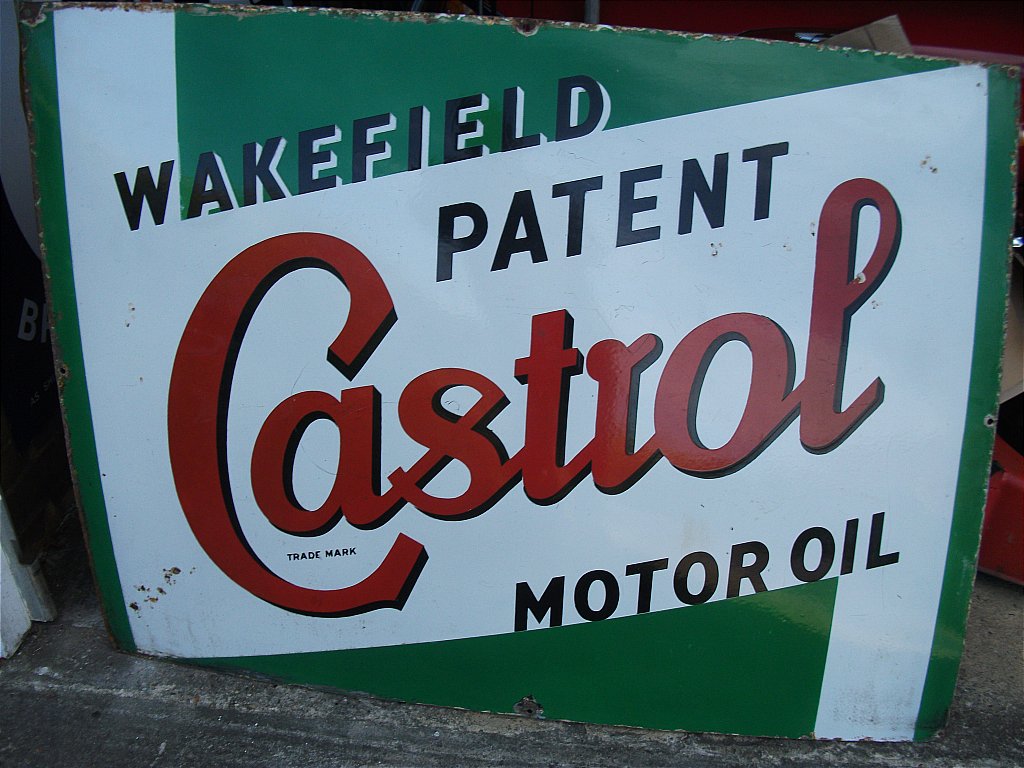 WAKEFIELD
PATENT
Castrol
TRADE MARK
MOTOR OIL